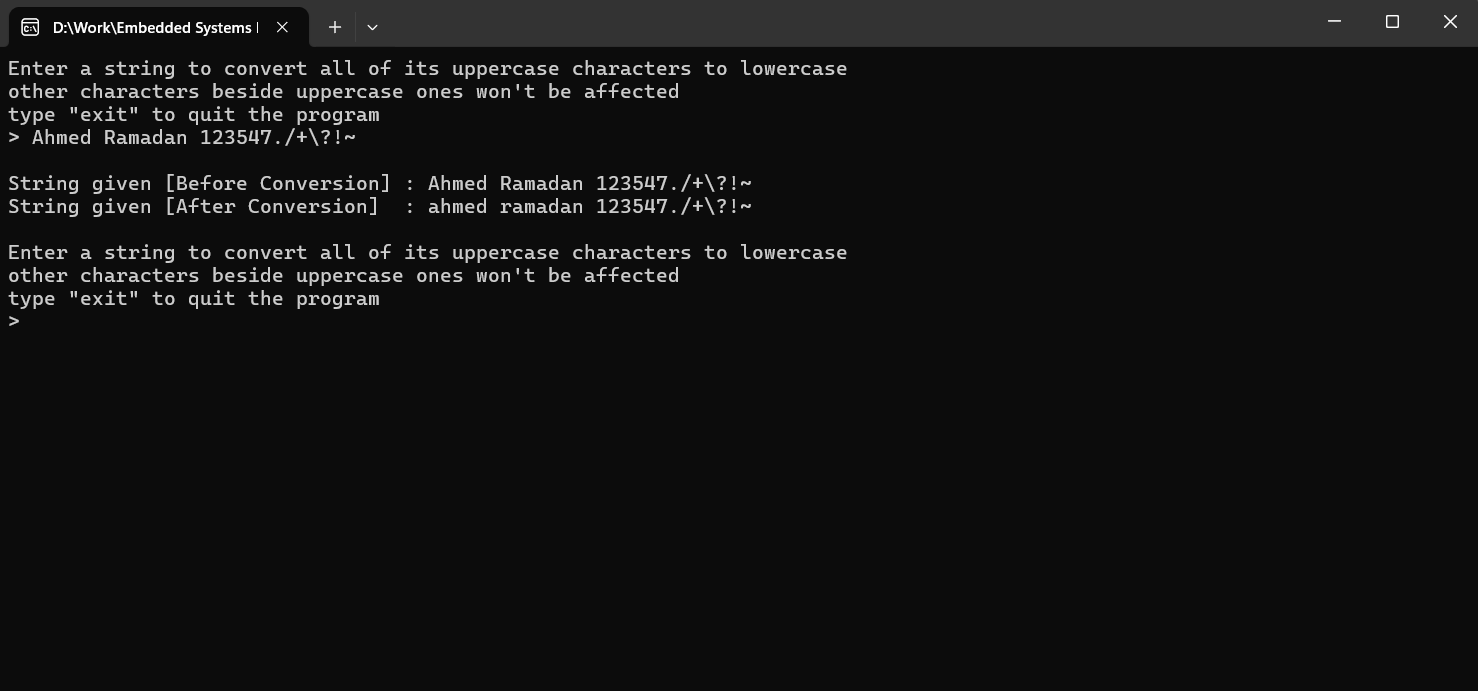 D:\Work\Embedded Systems
Enter a string to convert all of its uppercase characters to lowercase
other characters beside uppercase ones won't be affected
type "exit" to quit the program
> Ahmed Ramadan 123547./+\?!~
String given [Before Conversion] : Ahmed Ramadan 123547./+\?!~
String given [After Conversion]  : ahmed ramadan 123547./+\?!~
Enter a string to convert all of its uppercase characters to lowercase
other characters beside uppercase ones won't be affected
type "exit" to quit the program
>